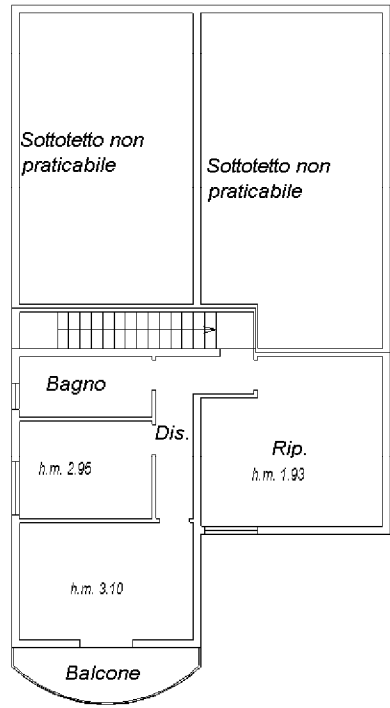 Sottotetto non
praticabile
Sottotetto non
praticabile
Bagno
Dis.
h.m. 2.95
Rip.
h.m. 1.93
h.m. 3.10
Balcone